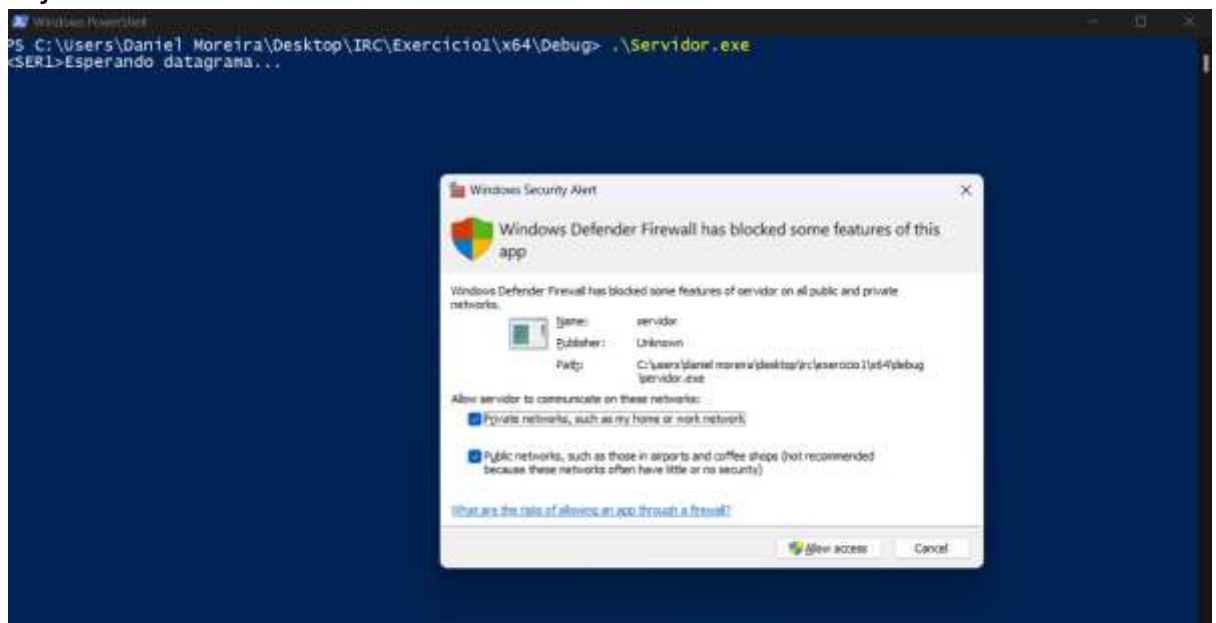 Windows PowerShell
PS C:\Users\Daniel Moreira\Desktop\IRC\Exercicio1\x64\Debug> .\Servidor.exe
<SER1>Esperando datagrama...
Windows Security Alert
Windows Defender Firewall has blocked some features of this
app
Windows Defender Firewall has blocked some features of servidor on all public and private
networks.
Name: servidor
Publisher: Unknown
Path: C:\users\daniel moreira\desktop\irc\exercicio1\x64\debug
\servidor.exe
Allow servidor to communicate on these networks:
Private networks, such as my home or work network
Public networks, such as those in airports and coffee shops (not recommended
because these networks often have little or no security)
What are the risks of allowing an app through a firewall?
Allow access Cancel